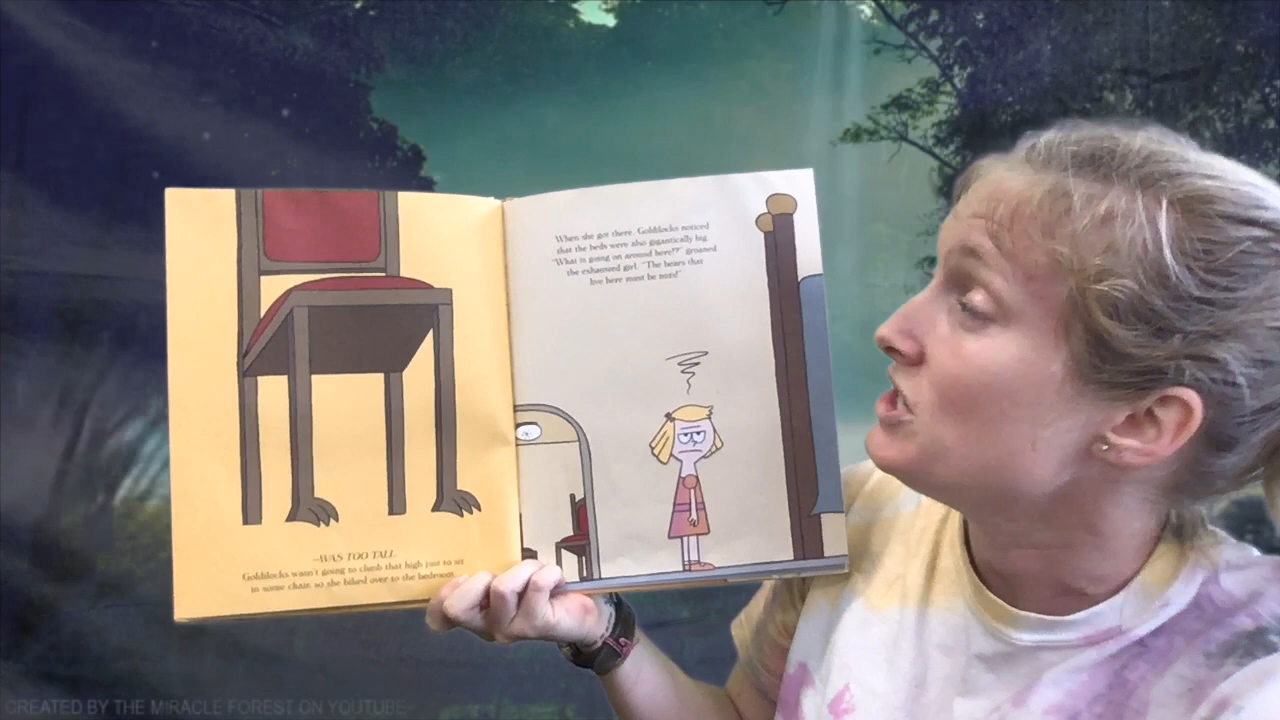 –WAS TOO TALL
Goldilocks wasn't going to climb that high just to sit
in some chair, so she hiked over to the bedroom.
When she got there, Goldilocks noticed
that the beds were also gigantically big.
"What is going on around here??" groaned
the exhausted girl. "The bears that
live here must be nuts!"
CREATED BY THE MIRACLE FOREST ON YOUTUBE